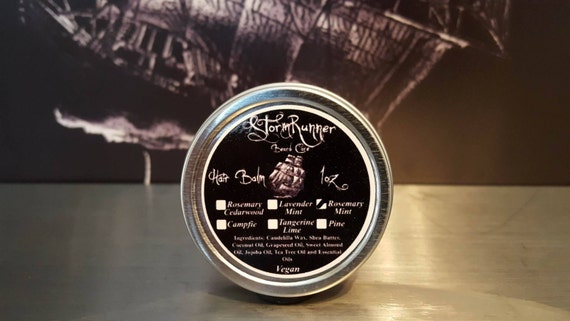 StormRunner
Beard Care
Hair Balm 1oz
Rosemary Cedarwood
Lavender Mint
Rosemary Mint
Campfie
Tangerine Lime
Pine
Ingredients: Candelilla Wax, Shea Butter,
Coconut Oil, Grapeseed Oil, Sweet Almond
Oil, Jojoba Oil, Tea Tree Oil and Essential
Oils
Vegan